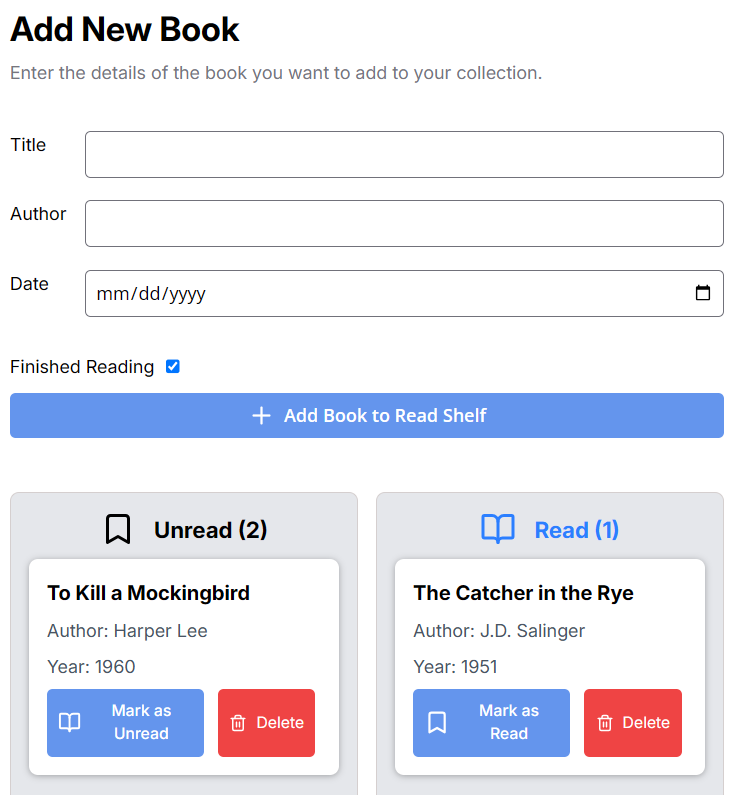 Add New Book
Enter the details of the book you want to add to your collection.
Title
Author
Date
mm/dd/yyyy
Finished Reading
Add Book to Read Shelf
Unread (2)
To Kill a Mockingbird
Author: Harper Lee
Year: 1960
Mark as
Unread
Delete
Read (1)
The Catcher in the Rye
Author: J.D. Salinger
Year: 1951
Mark as
Read
Delete